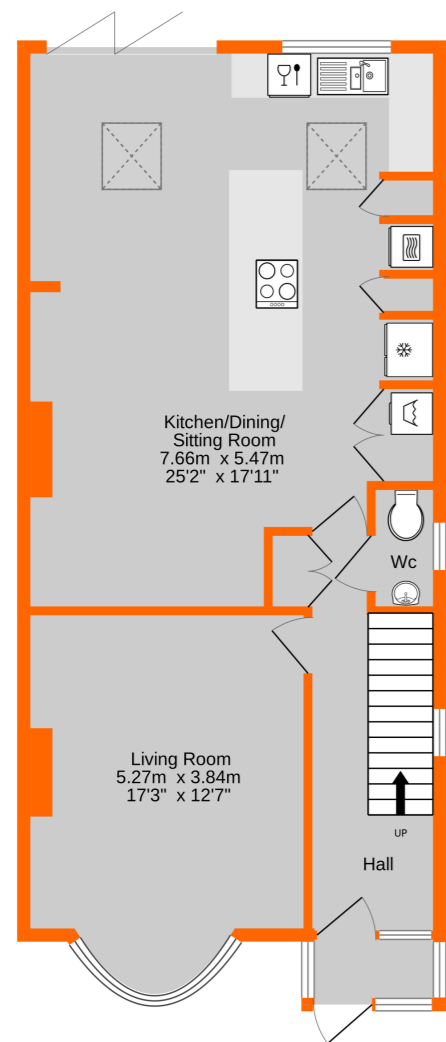 Kitchen/Dining/
Sitting Room
7.66m x 5.47m
25'2" x 17'11"
Wc
Living Room
5.27m x 3.84m
17'3" x 12'7"
UP
Hall